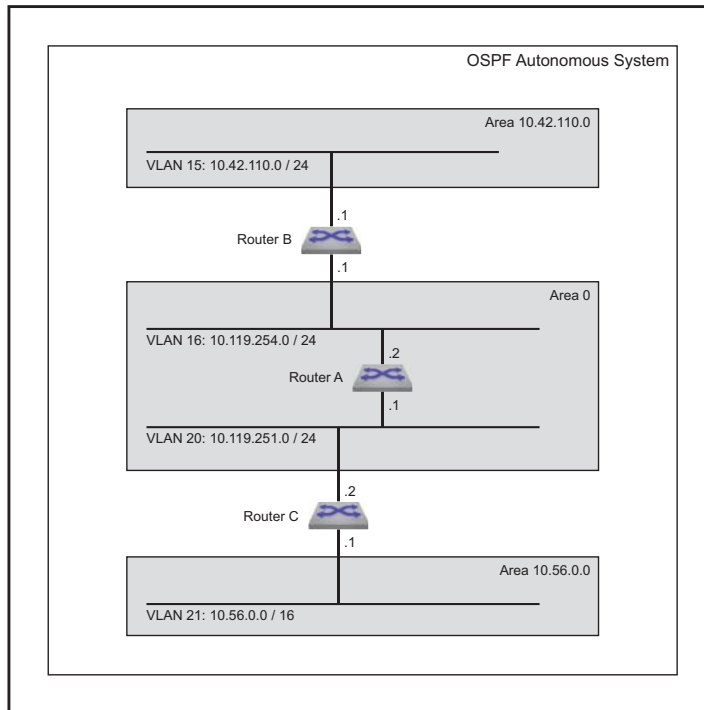 OSPF Autonomous System
Area 10.42.110.0
VLAN 15: 10.42.110.0 / 24
.1
Router B
.1
Area 0
VLAN 16: 10.119.254.0 / 24
.2
Router A
.1
VLAN 20: 10.119.251.0 / 24
.2
Router C
.1
Area 10.56.0.0
VLAN 21: 10.56.0.0 / 16